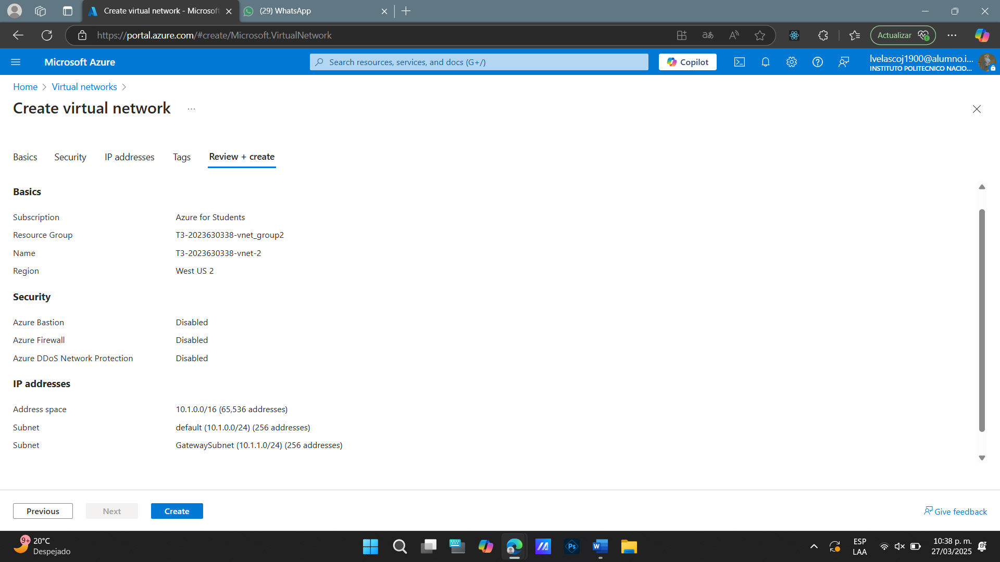 Create virtual network - Microsoft
(29) WhatsApp
https://portal.azure.com/#create/Microsoft.VirtualNetwork
Actualizar
Microsoft Azure
Search resources, services, and docs (G+/)
Copilot
lvelascoj1900@alumno.i...
INSTITUTO POLITECNICO NACIO...
Home > Virtual networks >
Create virtual network ...
Basics Security IP addresses Tags Review + create
Basics
Subscription Azure for Students
Resource Group T3-2023630338-vnet_group2
Name T3-2023630338-vnet-2
Region West US 2
Security
Azure Bastion Disabled
Azure Firewall Disabled
Azure DDoS Network Protection Disabled
IP addresses
Address space 10.1.0.0/16 (65,536 addresses)
Subnet default (10.1.0.0/24) (256 addresses)
Subnet GatewaySubnet (10.1.1.0/24) (256 addresses)
Previous Next Create Give feedback
9+ 20°C
Despejado
Ps
W
ESP
LAA
10:38 p. m.
27/03/2025